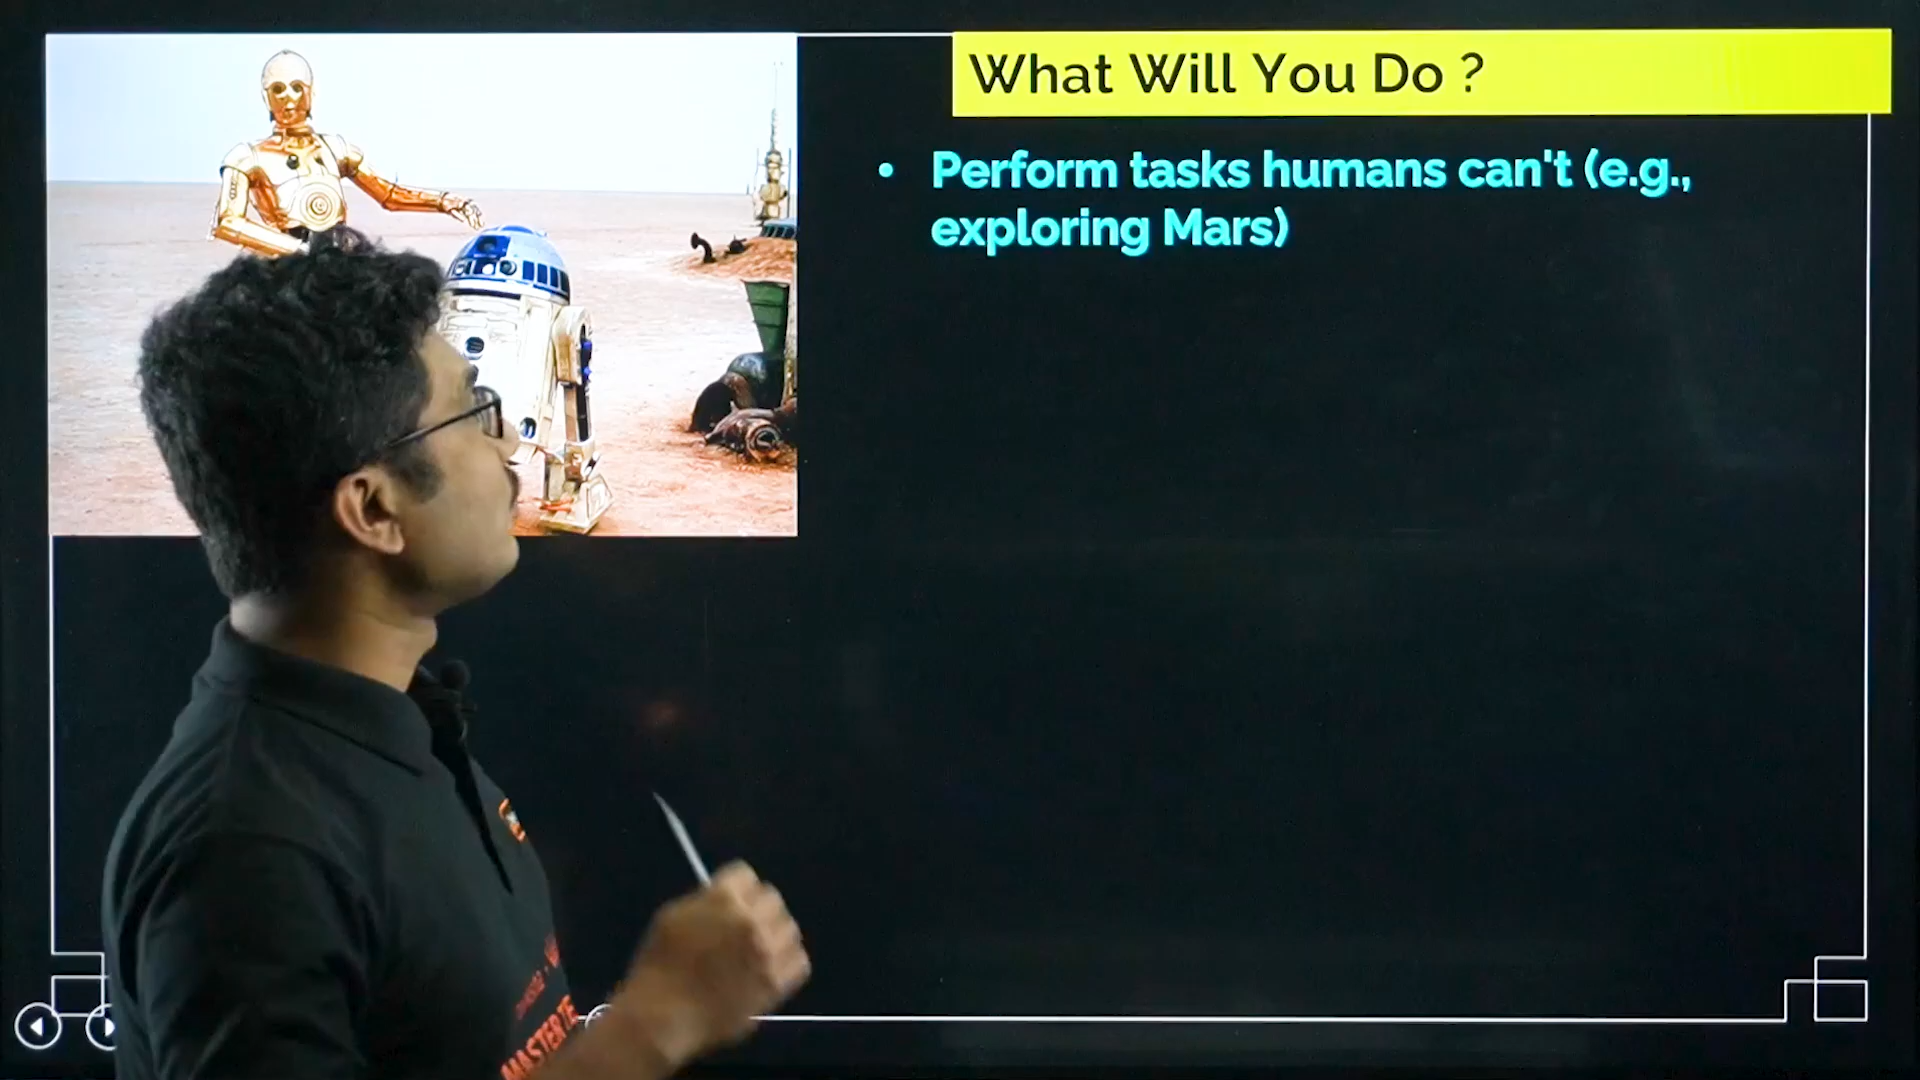 What Will You Do ?
• Perform tasks humans can't (e.g.,
exploring Mars)